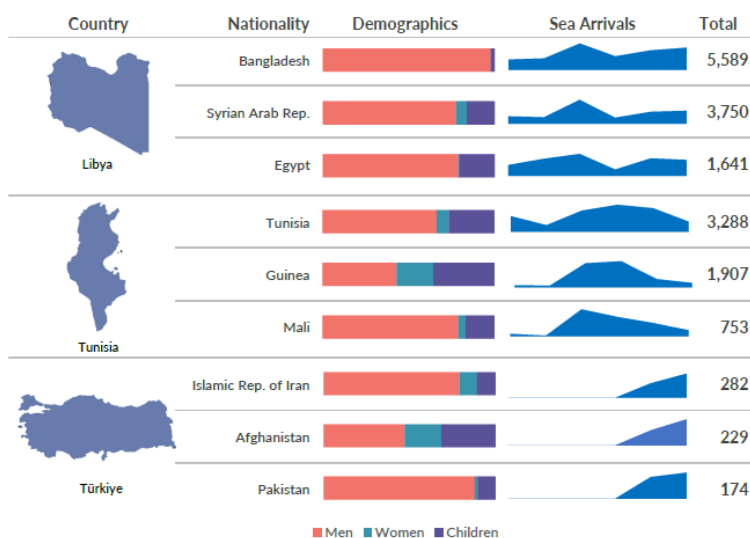 Country Nationality Demographics Sea Arrivals Total
Bangladesh 5,589
Syrian Arab Rep. 3,750
Libya
Egypt 1,641
Tunisia 3,288
Guinea 1,907
Mali 753
Tunisia
Islamic Rep. of Iran 282
Afghanistan 229
Türkiye
Pakistan 174
Men Women Children